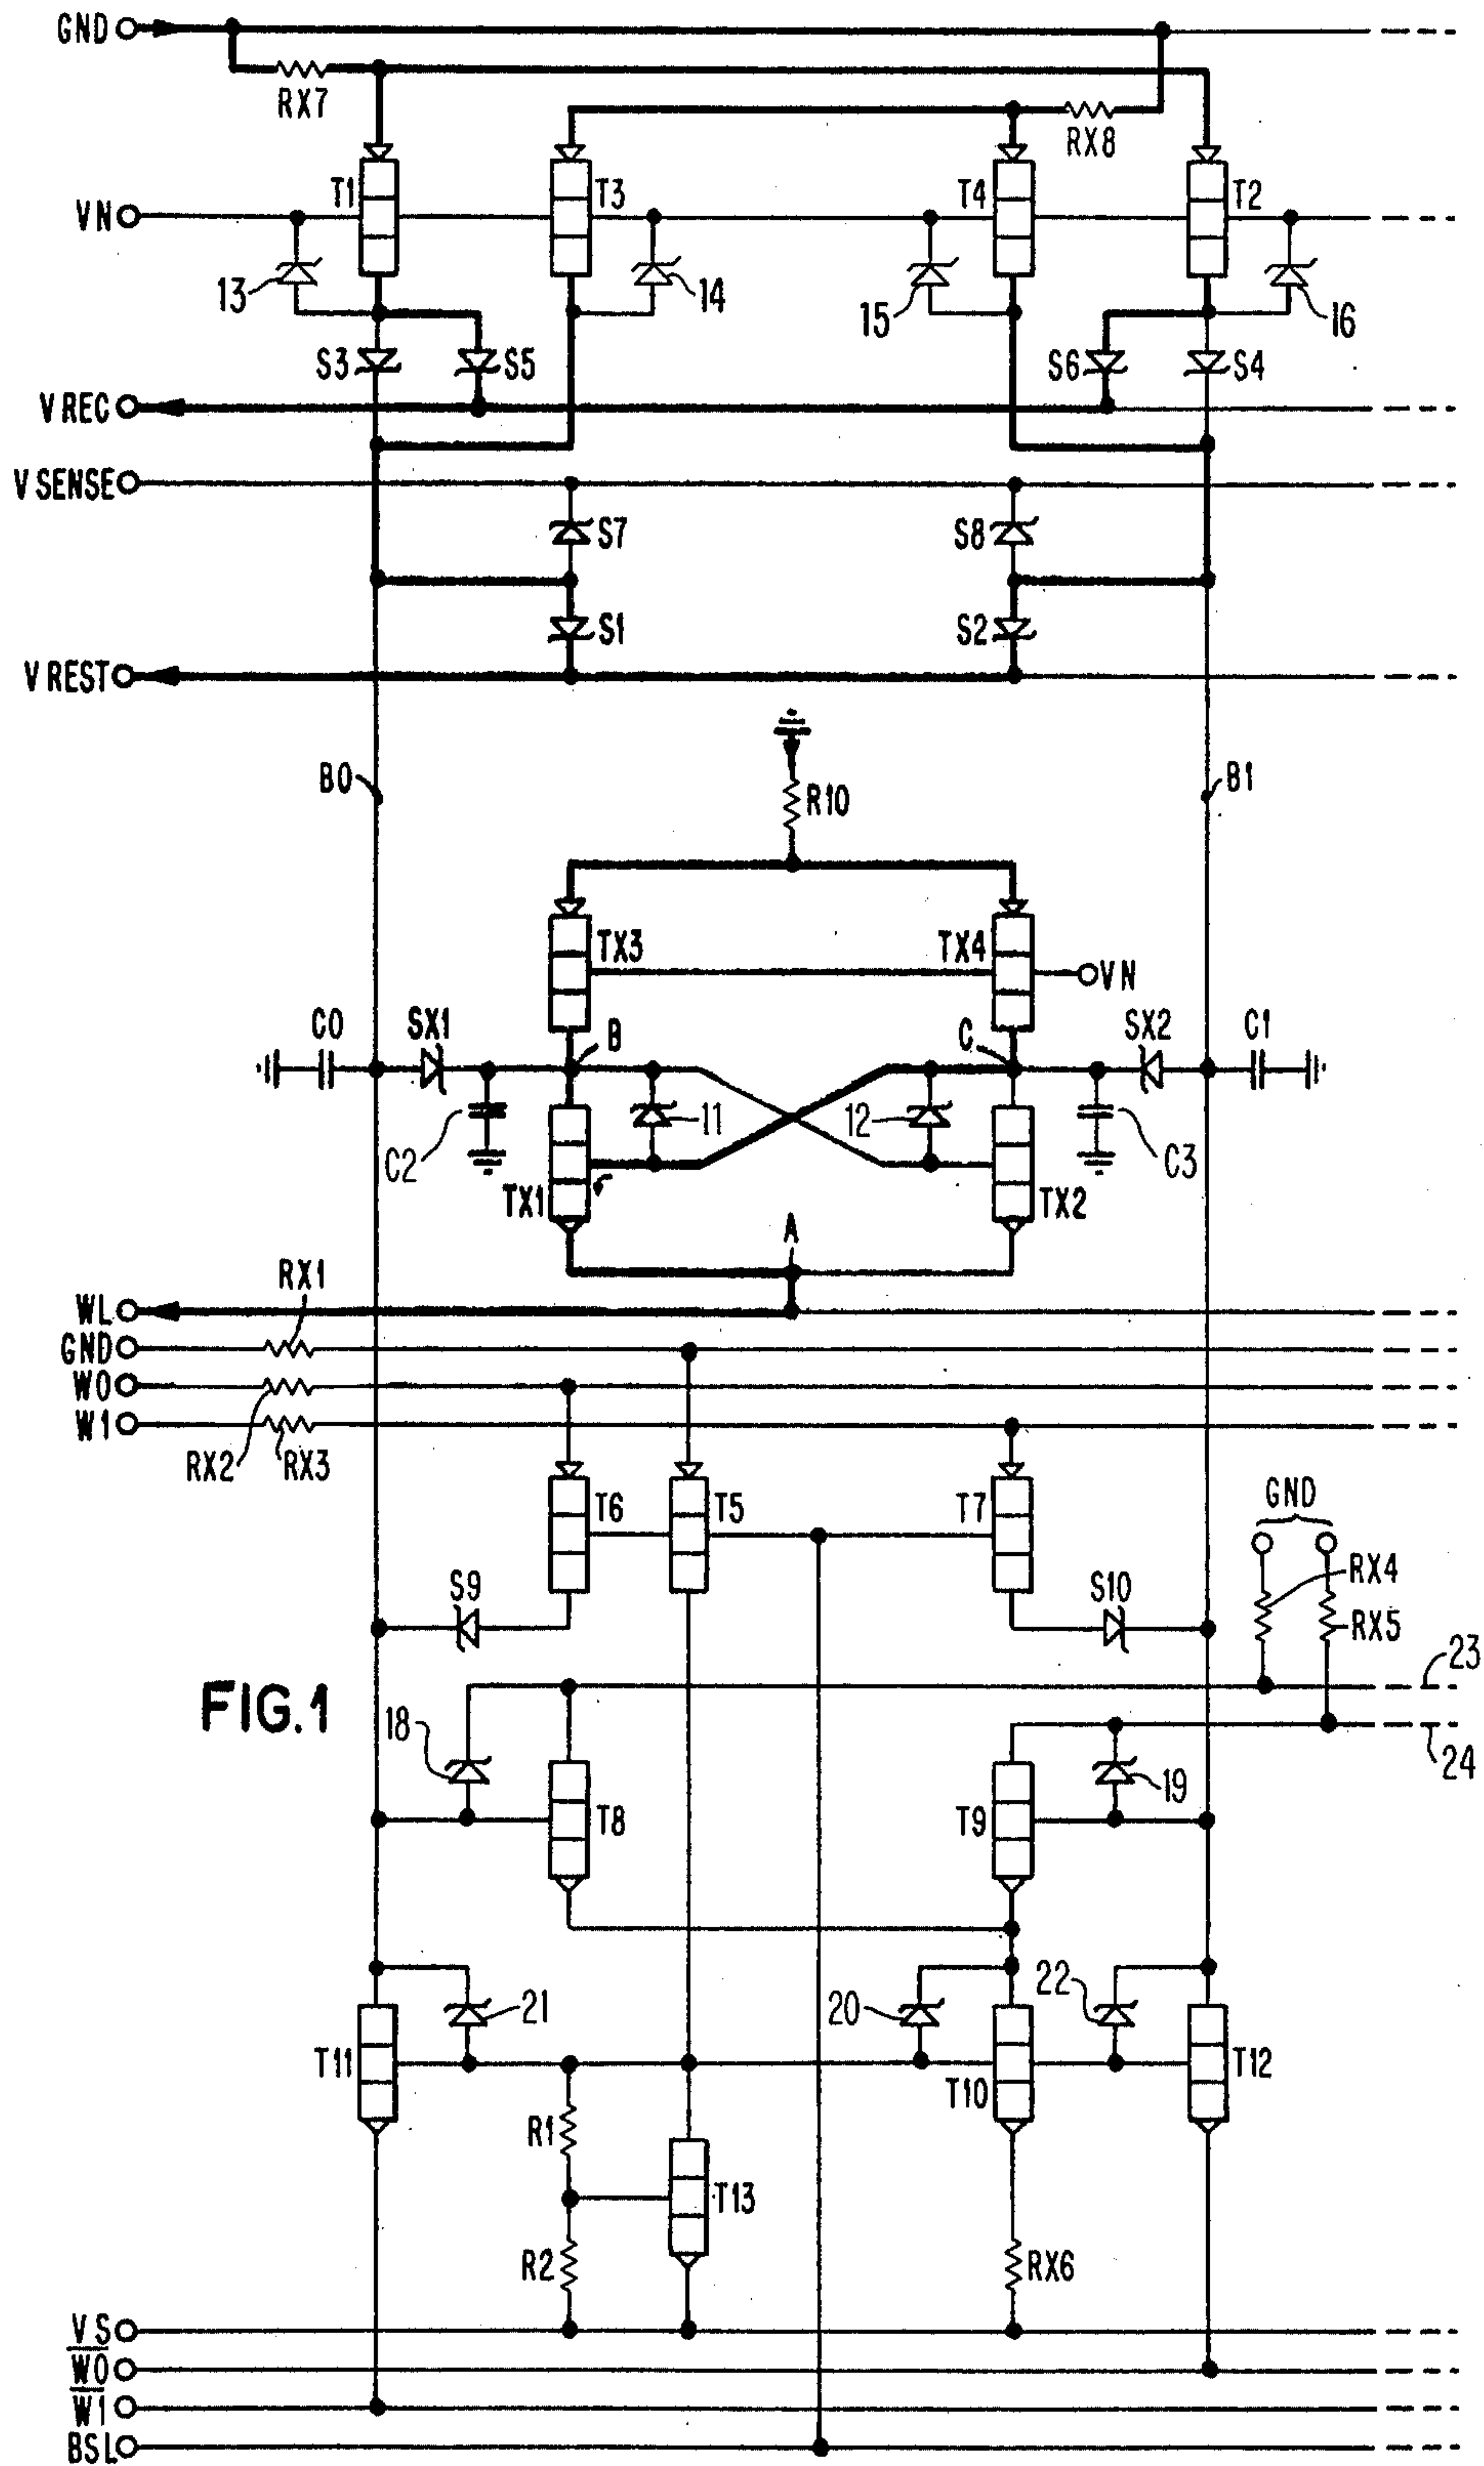 GND
RX7
RX8
T1
T3
T4
T2
VN
13
14
15
16
S3
S5
S6
S4
V REC
V SENSE
S7
S8
S1
S2
V REST
B0
B1
R10
TX3
TX4
VN
C0
SX1
B
C
SX2
C1
11
12
C2
C3
TX1
TX2
A
RX1
WL
GND
W0
W1
RX2
RX3
T6
T5
T7
GND
RX4
S9
S10
RX5
23
FIG.1
18
24
19
T8
T9
21
20
22
T11
T10
T12
R1
T13
R2
RX6
VS
W̅0̅
W̅1̅
BSL